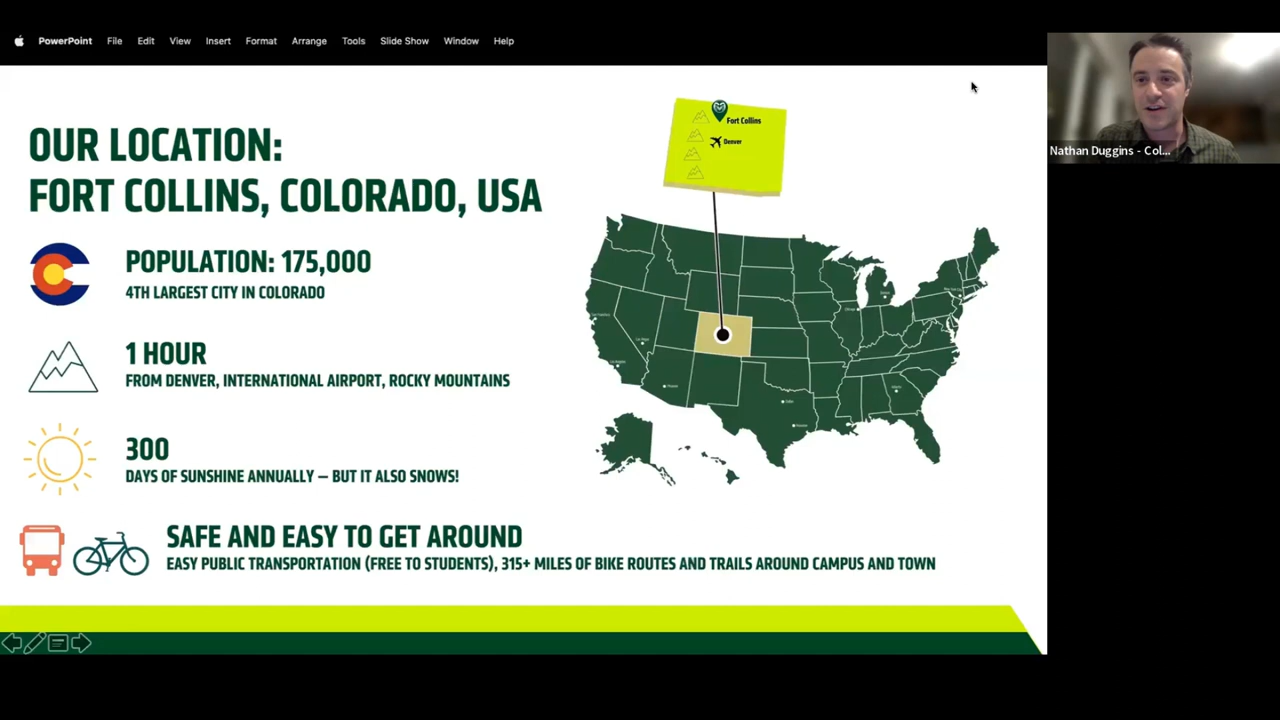 PowerPoint File Edit View Insert Format Arrange Tools Slide Show Window Help
OUR LOCATION:
FORT COLLINS, COLORADO, USA
POPULATION: 175,000
4TH LARGEST CITY IN COLORADO
1 HOUR
FROM DENVER, INTERNATIONAL AIRPORT, ROCKY MOUNTAINS
300
DAYS OF SUNSHINE ANNUALLY – BUT IT ALSO SNOWS!
SAFE AND EASY TO GET AROUND
EASY PUBLIC TRANSPORTATION (FREE TO STUDENTS), 315+ MILES OF BIKE ROUTES AND TRAILS AROUND CAMPUS AND TOWN
Fort Collins
Denver
Nathan Duggins - Col...